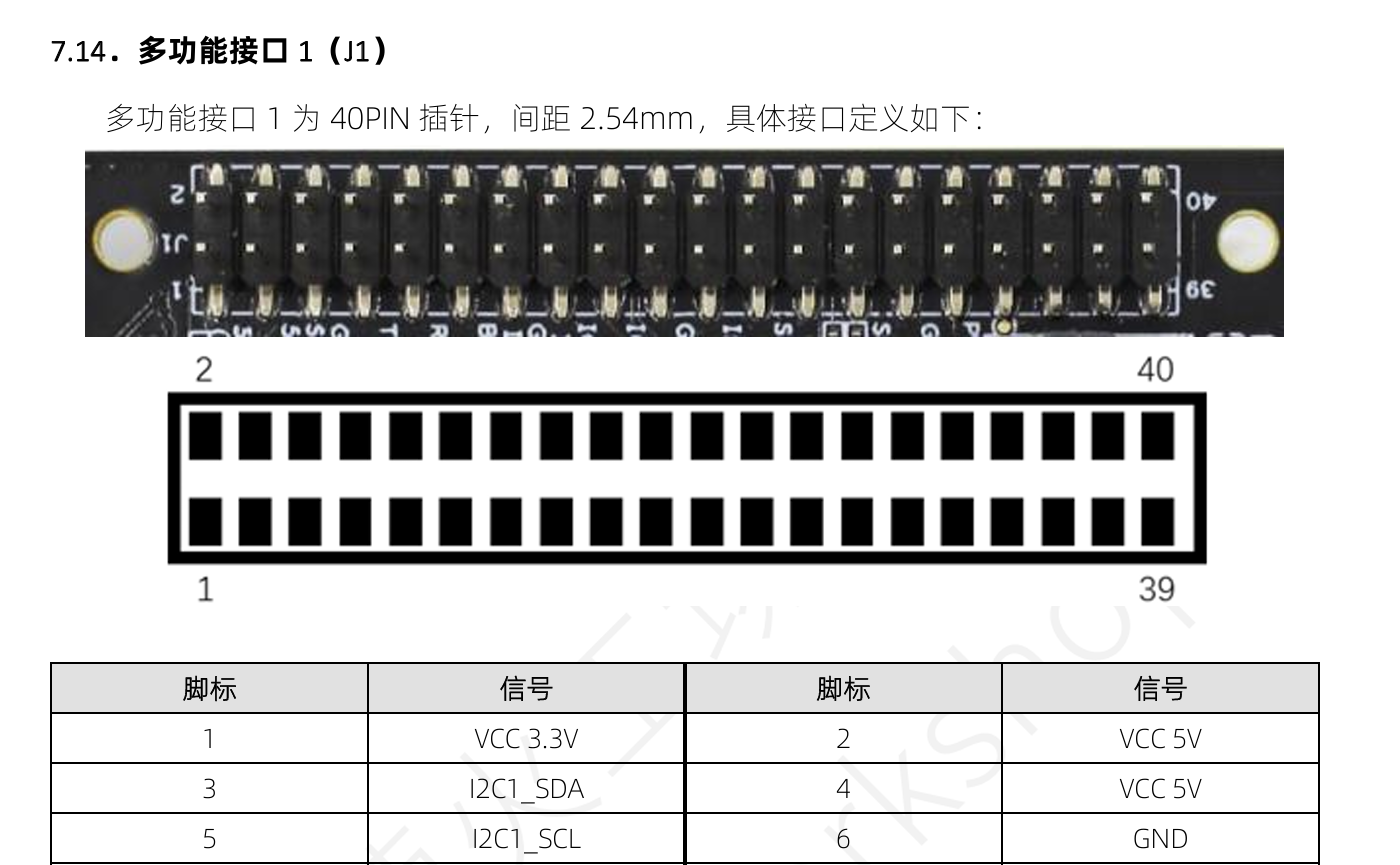 7.14. 多功能接口 1（J1）
多功能接口 1 为 40PIN 插针，间距 2.54mm，具体接口定义如下：
2
40
J1
1
39
2
40
1
39
脚标 信号 脚标 信号
1 VCC 3.3V 2 VCC 5V
3 I2C1_SDA 4 VCC 5V
5 I2C1_SCL 6 GND